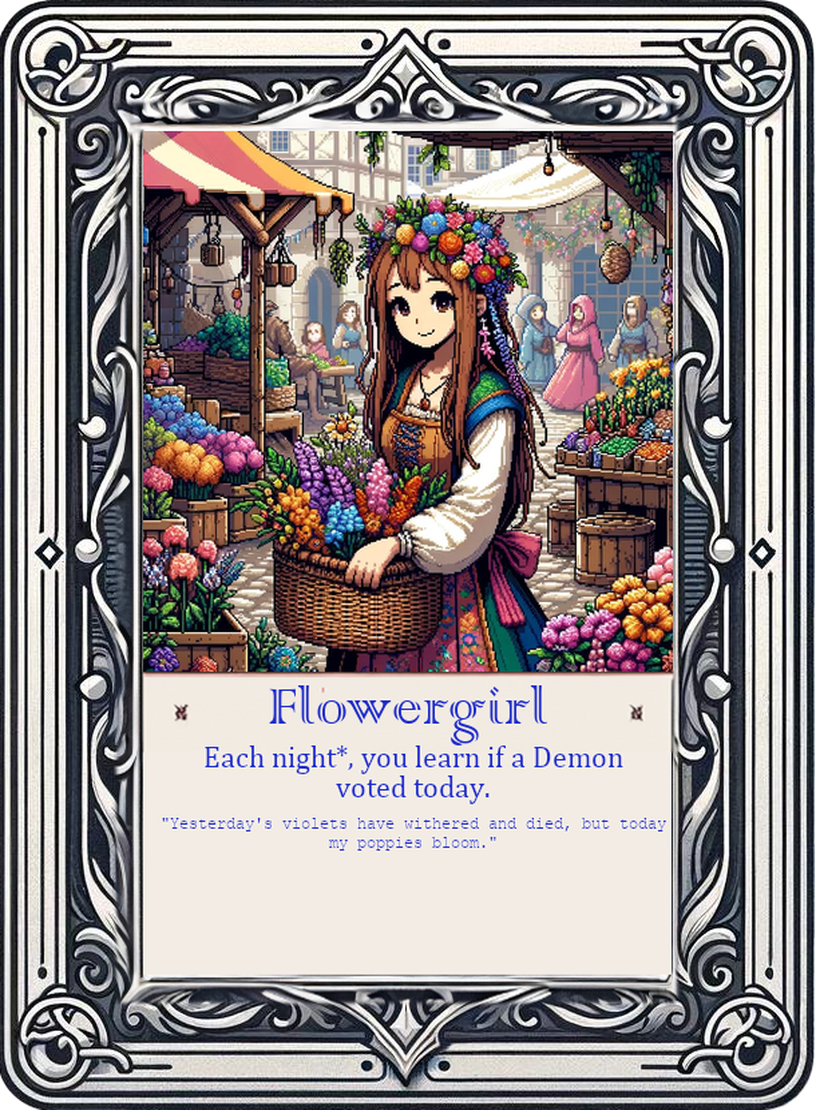 Flowergirl
Each night*, you learn if a Demon
voted today.
"Yesterday's violets have withered and died, but today
my poppies bloom."